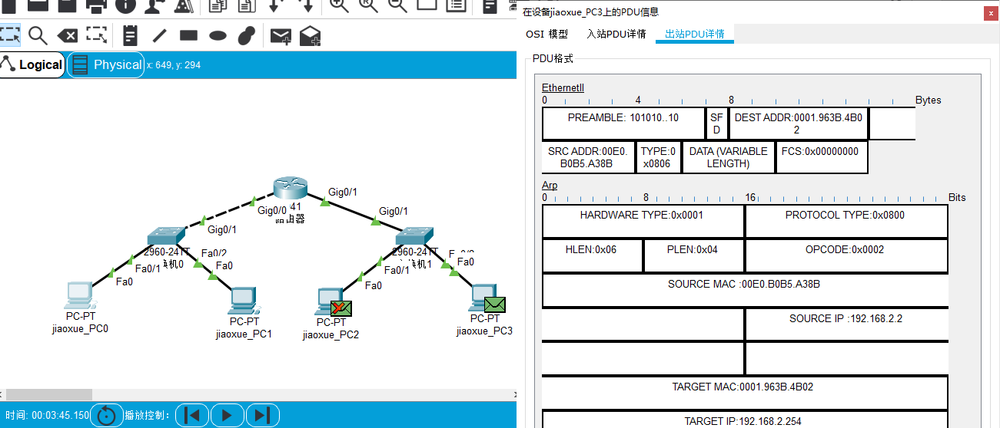 Logical
Physical
x: 649, y: 294
Gig0/1
41
Gig0/0
路由器
Gig0/1
Gig0/1
2960-24TT
Fa0/2
换机0
Fa0/1
Fa0
Fa0
2960-24TT
换机1
Fa0/1
Fa0
Fa0
PC-PT
jiaoxue_PC0
PC-PT
jiaoxue_PC1
PC-PT
jiaoxue_PC2
PC-PT
jiaoxue_PC3
时间: 00:03:45.150
播放控制:
在设备jiaoxue_PC3上的PDU信息
x
OSI 模型
入站PDU详情
出站PDU详情
PDU格式
EthernetII
0 4 8 Bytes
PREAMBLE: 101010..10
SF
D
DEST ADDR:0001.963B.4B0
2
SRC ADDR:00E0.
B0B5.A38B
TYPE:0
x0806
DATA (VARIABLE
LENGTH)
FCS:0x00000000
Arp
0 8 16 Bits
HARDWARE TYPE:0x0001
PROTOCOL TYPE:0x0800
HLEN:0x06
PLEN:0x04
OPCODE:0x0002
SOURCE MAC :00E0.B0B5.A38B
SOURCE IP :192.168.2.2
TARGET MAC:0001.963B.4B02
TARGET IP:192.168.2.254